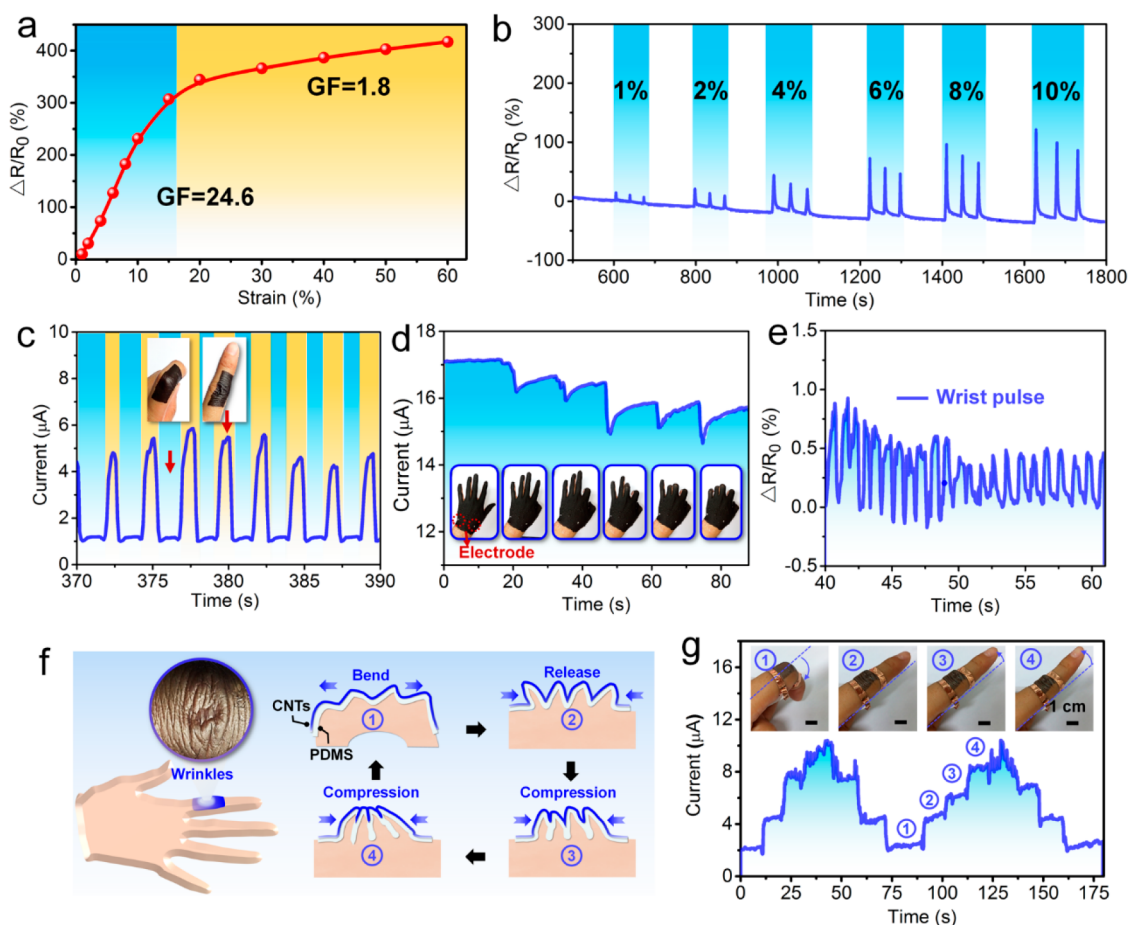 a
400
300
200
100
0
△R/R0 (%)
GF=1.8
GF=24.6
0 10 20 30 40 50 60
Strain (%)
b
300
200
100
0
-100
△R/R0 (%)
1% 2% 4% 6% 8% 10%
600 800 1000 1200 1400 1600 1800
Time (s)
c
10
8
6
4
2
0
Current (μA)
370 375 380 385 390
Time (s)
d
18
16
14
12
Current (μA)
Electrode
0 20 40 60 80
Time (s)
e
1.5
1.0
0.5
0.0
-0.5
△R/R0 (%)
Wrist pulse
40 45 50 55 60
Time (s)
f
Wrinkles
CNTs
PDMS
Bend
1
Release
2
Compression
4
Compression
3
g
16
12
8
4
0
Current (μA)
1 2 3 4
1 cm
1 2 3 4
0 25 50 75 100 125 150 175
Time (s)